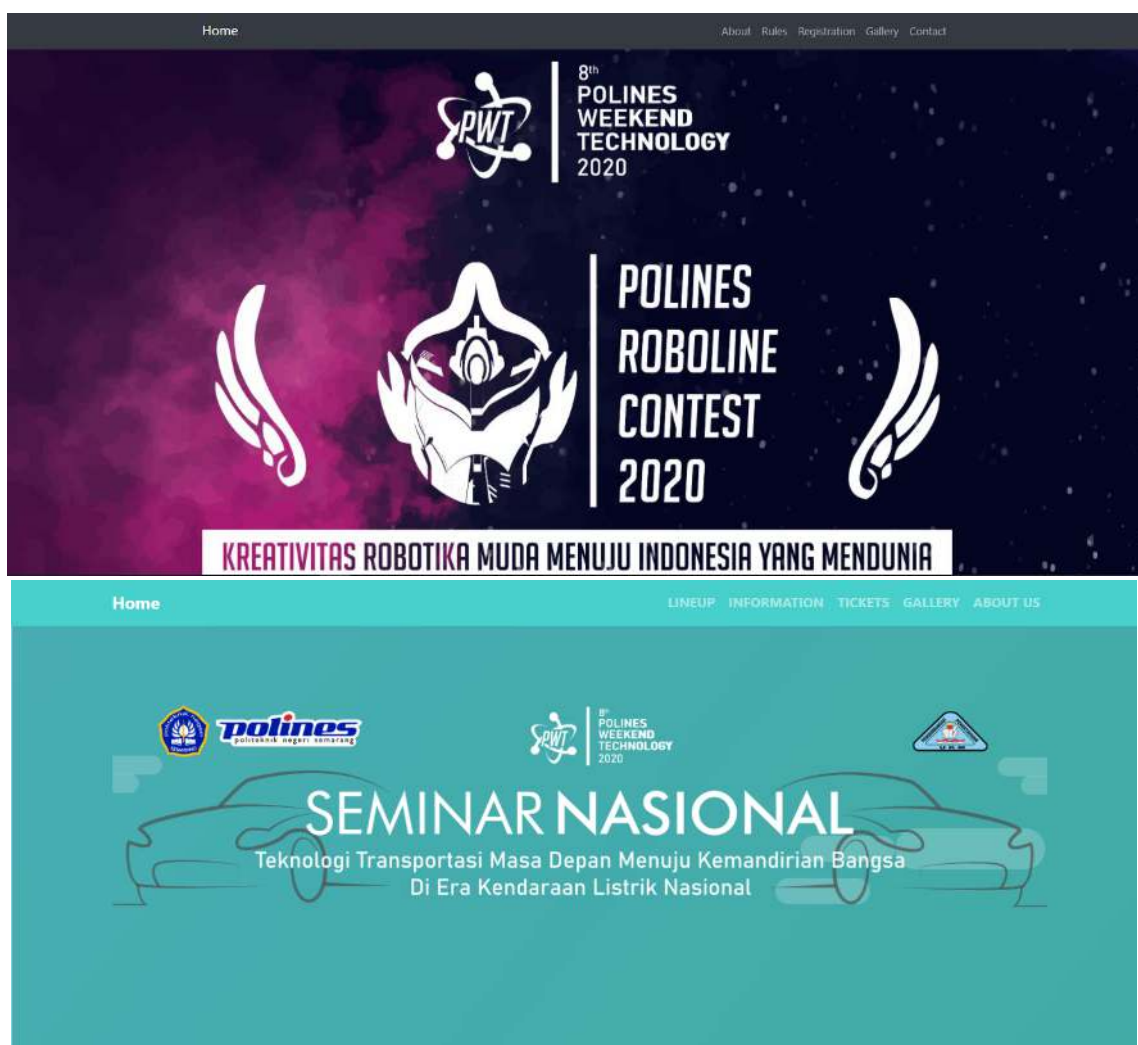 Home About Rules Registration Gallery Contact
PWT
8th
POLINES
WEEKEND
TECHNOLOGY
2020
POLINES
ROBOLINE
CONTEST
2020
KREATIVITAS ROBOTIKA MUDA MENUJU INDONESIA YANG MENDUNIA
Home LINEUP INFORMATION TICKETS GALLERY ABOUT US
polines
politeknik negeri semarang
PWT
8th
POLINES
WEEKEND
TECHNOLOGY
2020
U K M
SEMINAR NASIONAL
Teknologi Transportasi Masa Depan Menuju Kemandirian Bangsa
Di Era Kendaraan Listrik Nasional